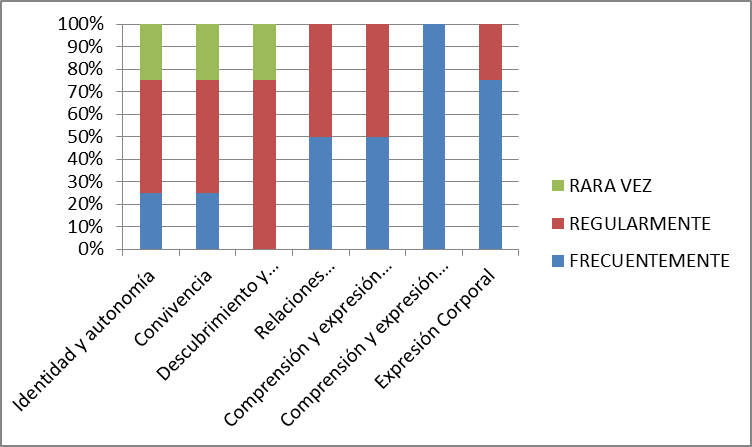 100%
90%
80%
70%
60%
50%
40%
30%
20%
10%
0%
Identidad y autonomía
Convivencia
Descubrimiento y...
Relaciones...
Comprensión y expresión...
Comprensión y expresión...
Expresión Corporal
RARA VEZ
REGULARMENTE
FRECUENTEMENTE